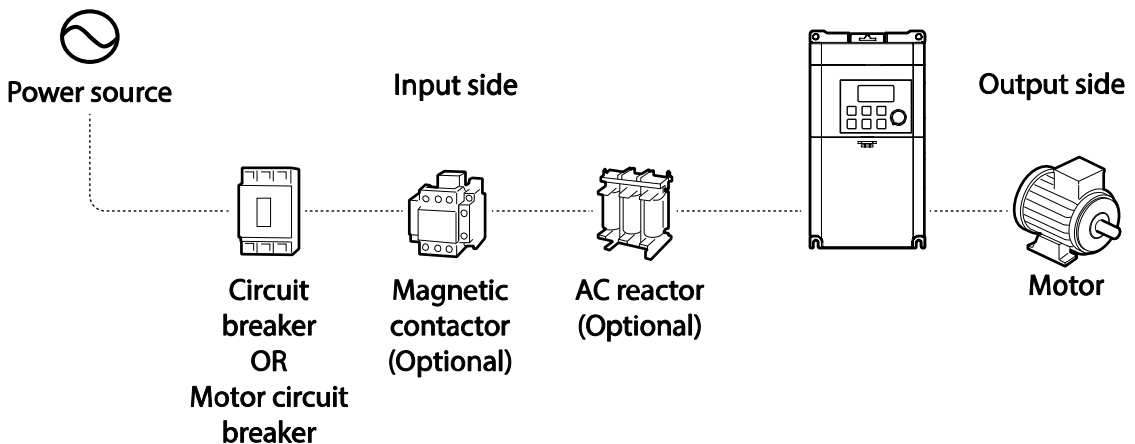 Power source
Input side
Output side
Circuit
breaker
OR
Motor circuit
breaker
Magnetic
contactor
(Optional)
AC reactor
(Optional)
Motor